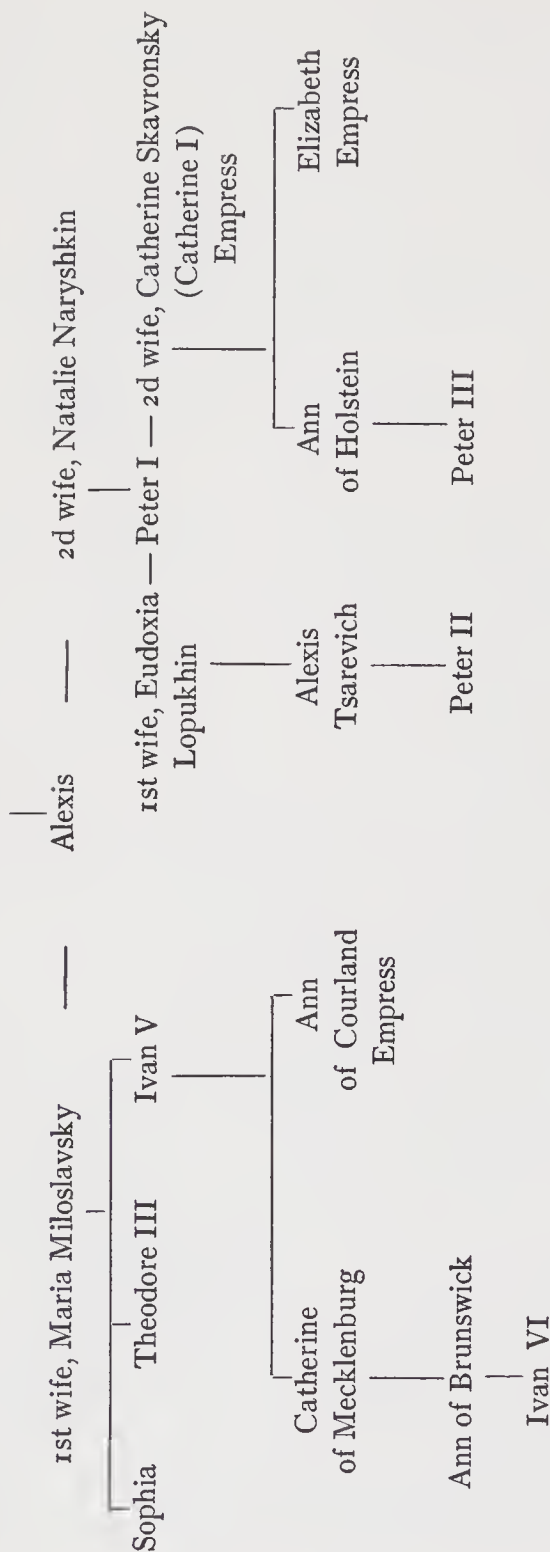 Alexis
1st wife, Maria Miloslavsky — — 2d wife, Natalie Naryshkin
Sophia Theodore III Ivan V
1st wife, Eudoxia — Peter I — 2d wife, Catherine Skavronsky
Lopukhin (Catherine I)
Empress
Catherine
of Mecklenburg
Ann
of Courland
Empress
Alexis
Tsarevich
Ann
of Holstein
Elizabeth
Empress
Ann of Brunswick
Peter II
Peter III
Ivan VI